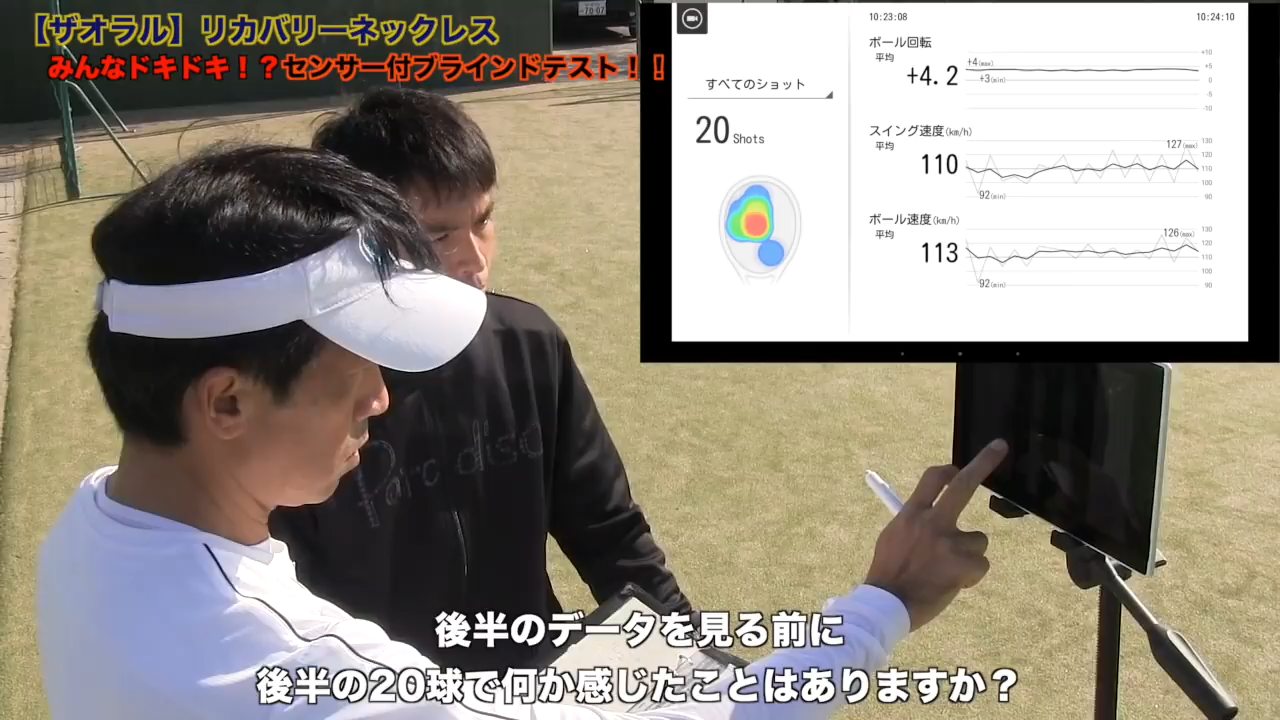 【ザオラル】リカバリーネックレス
みんなドキドキ！？センサー付ブラインドテスト！！
・70-07
10:23:08
10:24:10
すべてのショット
20 Shots
ボール回転
平均
+4.2
+4(max)
+3(min)
+10
+5
0
-5
-10
スイング速度(km/h)
平均
110
127(max)
92(min)
130
120
110
100
90
ボール速度(km/h)
平均
113
126(max)
92(min)
130
120
110
100
90
Parc disc
後半のデータを見る前に
後半の20球で何か感じたことはありますか？